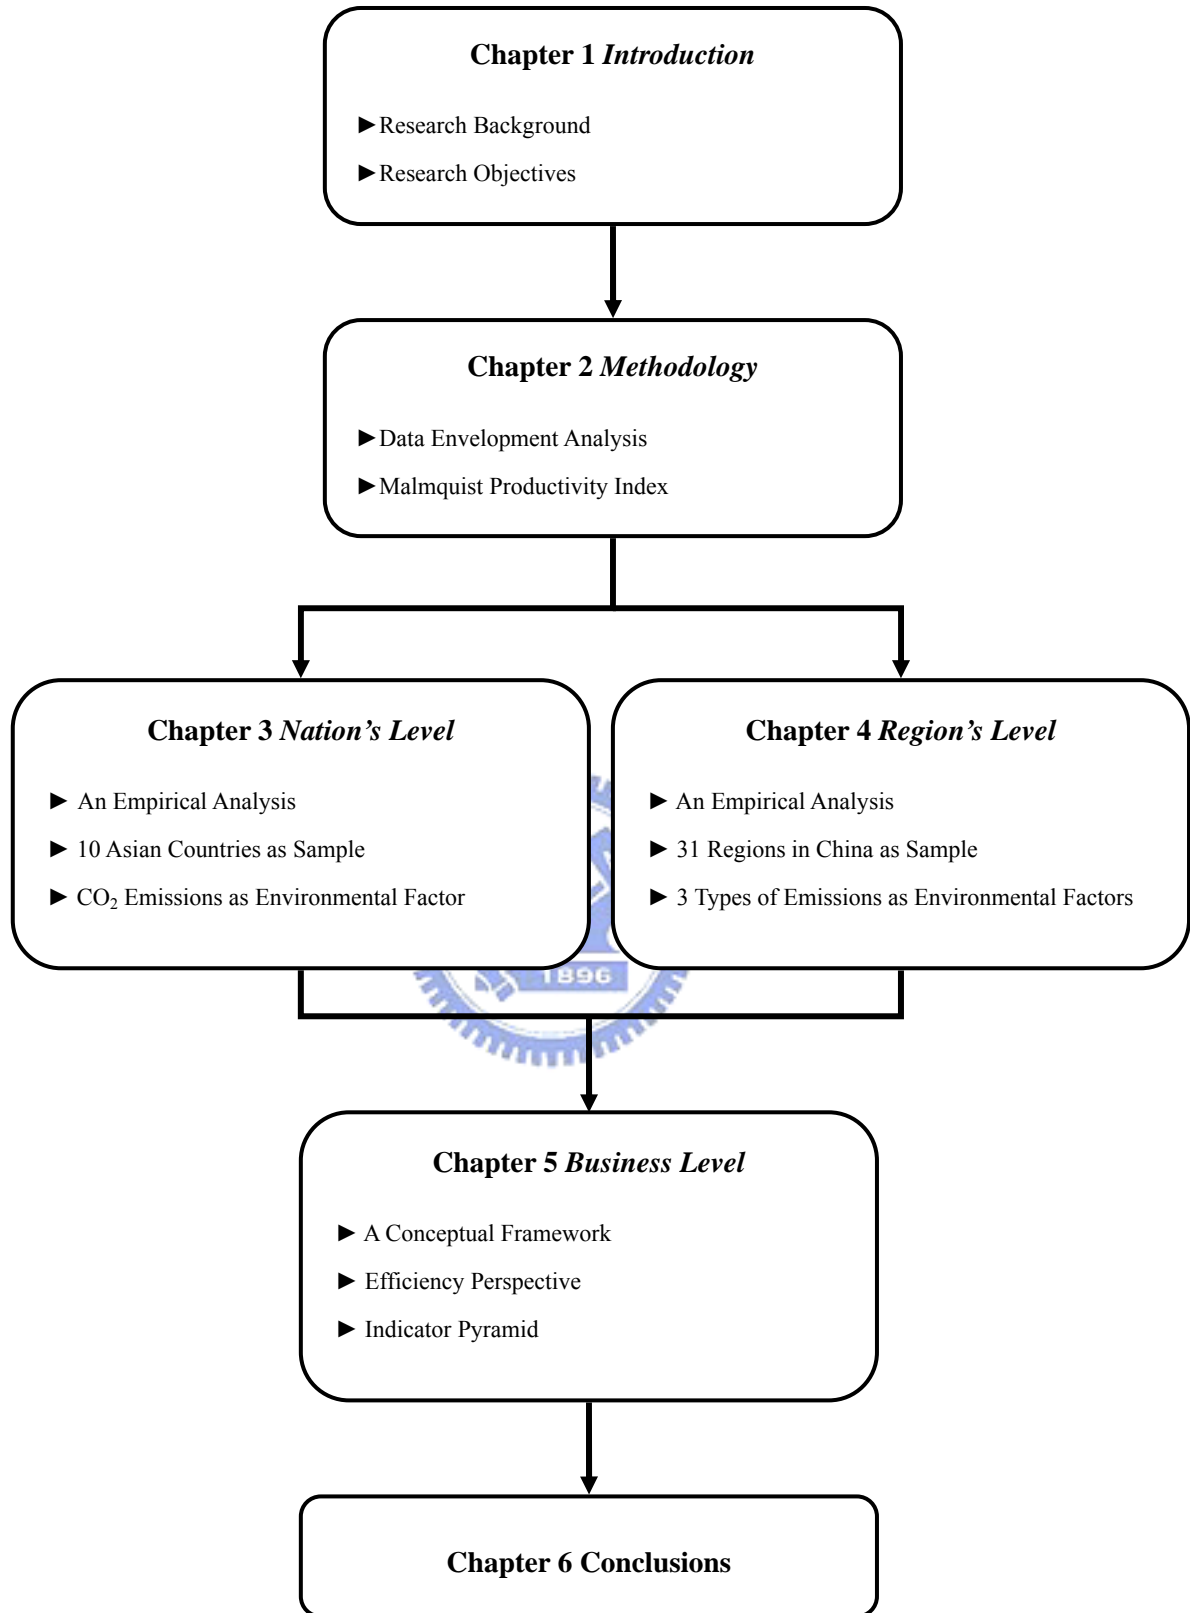 Chapter 1 Introduction
►Research Background
►Research Objectives
Chapter 2 Methodology
►Data Envelopment Analysis
►Malmquist Productivity Index
Chapter 3 Nation's Level
► An Empirical Analysis
► 10 Asian Countries as Sample
► CO₂ Emissions as Environmental Factor
Chapter 4 Region's Level
► An Empirical Analysis
► 31 Regions in China as Sample
► 3 Types of Emissions as Environmental Factors
1896
Chapter 5 Business Level
► A Conceptual Framework
► Efficiency Perspective
► Indicator Pyramid
Chapter 6 Conclusions